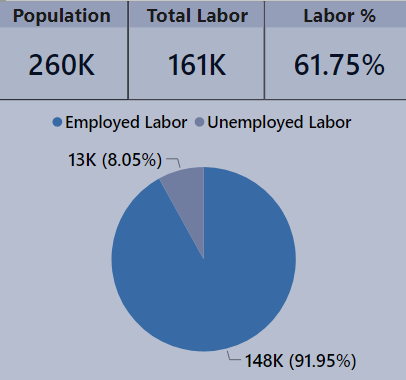 Population Total Labor Labor %
260K 161K 61.75%
Employed Labor Unemployed Labor
13K (8.05%)
148K (91.95%)